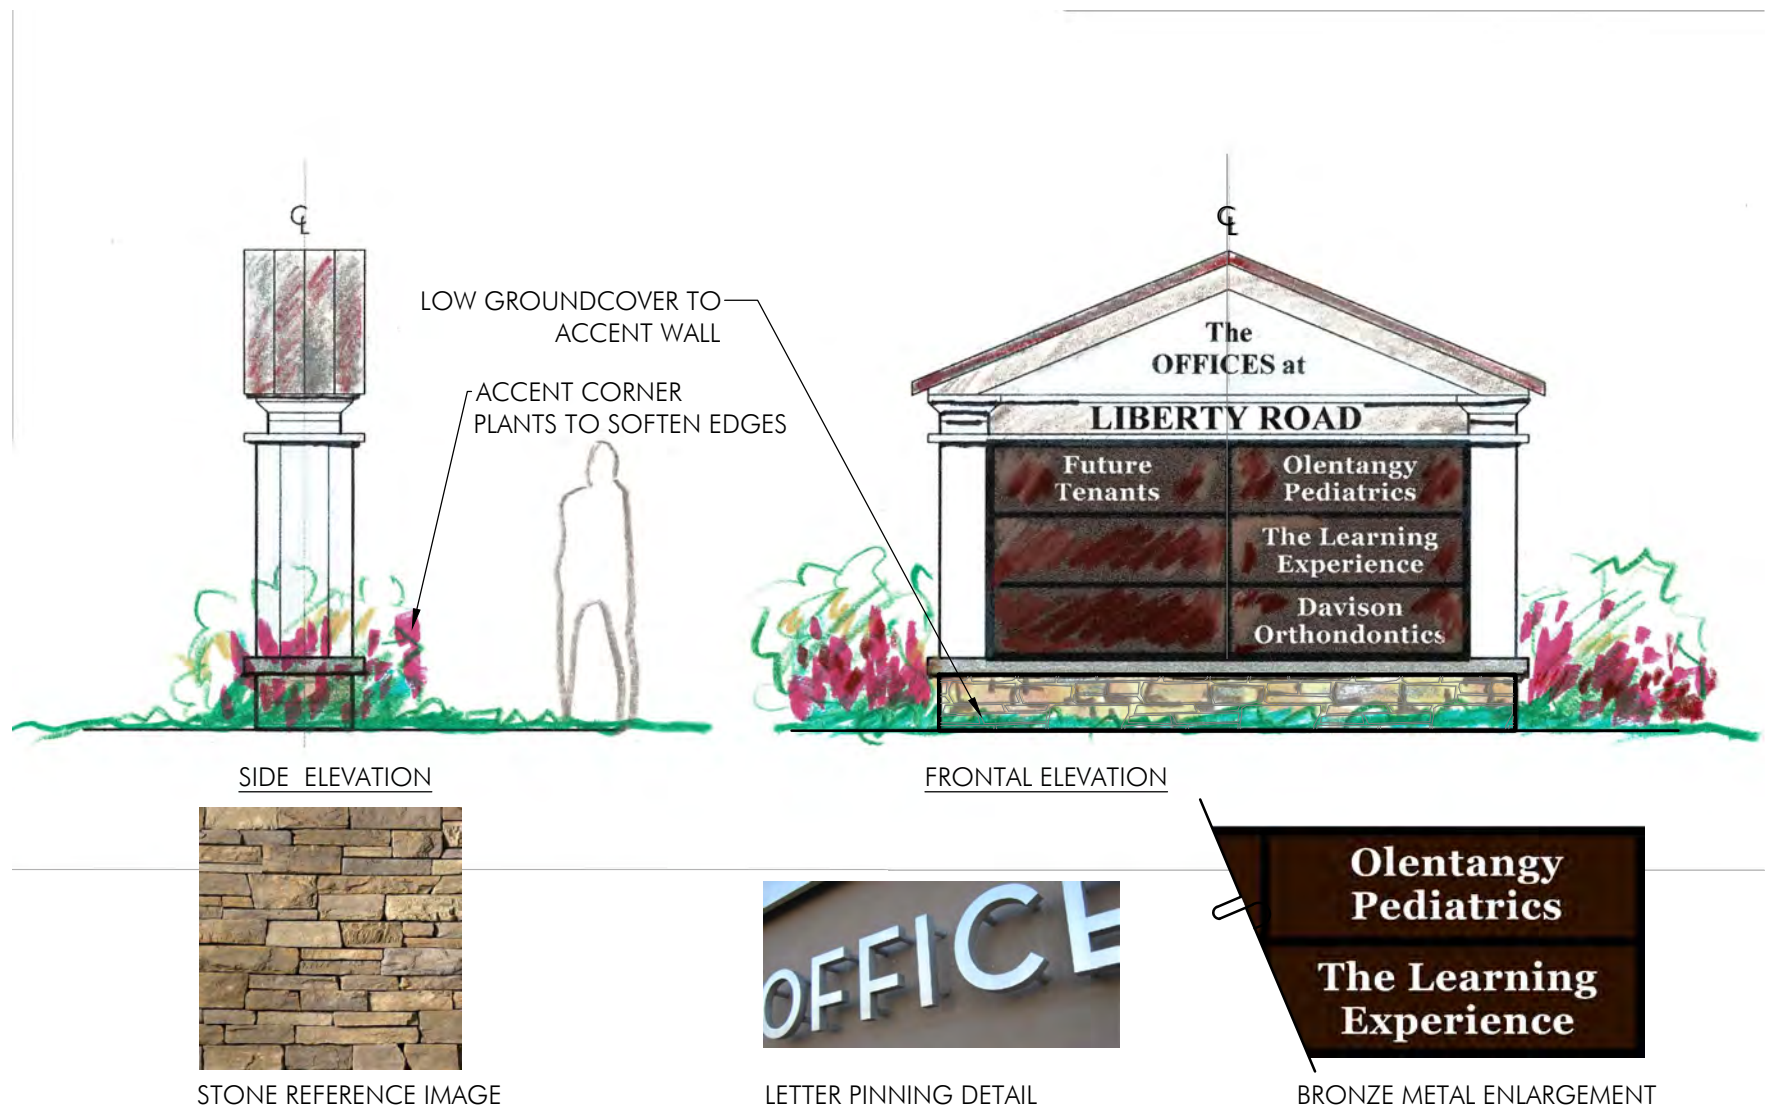 ℄
℄
LOW GROUNDCOVER TO
ACCENT WALL
ACCENT CORNER
PLANTS TO SOFTEN EDGES
The
OFFICES at
LIBERTY ROAD
Future
Tenants
Olentangy
Pediatrics
The Learning
Experience
Davison
Orthondontics
SIDE ELEVATION
FRONTAL ELEVATION
OFFICE
Olentangy
Pediatrics
The Learning
Experience
STONE REFERENCE IMAGE
LETTER PINNING DETAIL
BRONZE METAL ENLARGEMENT